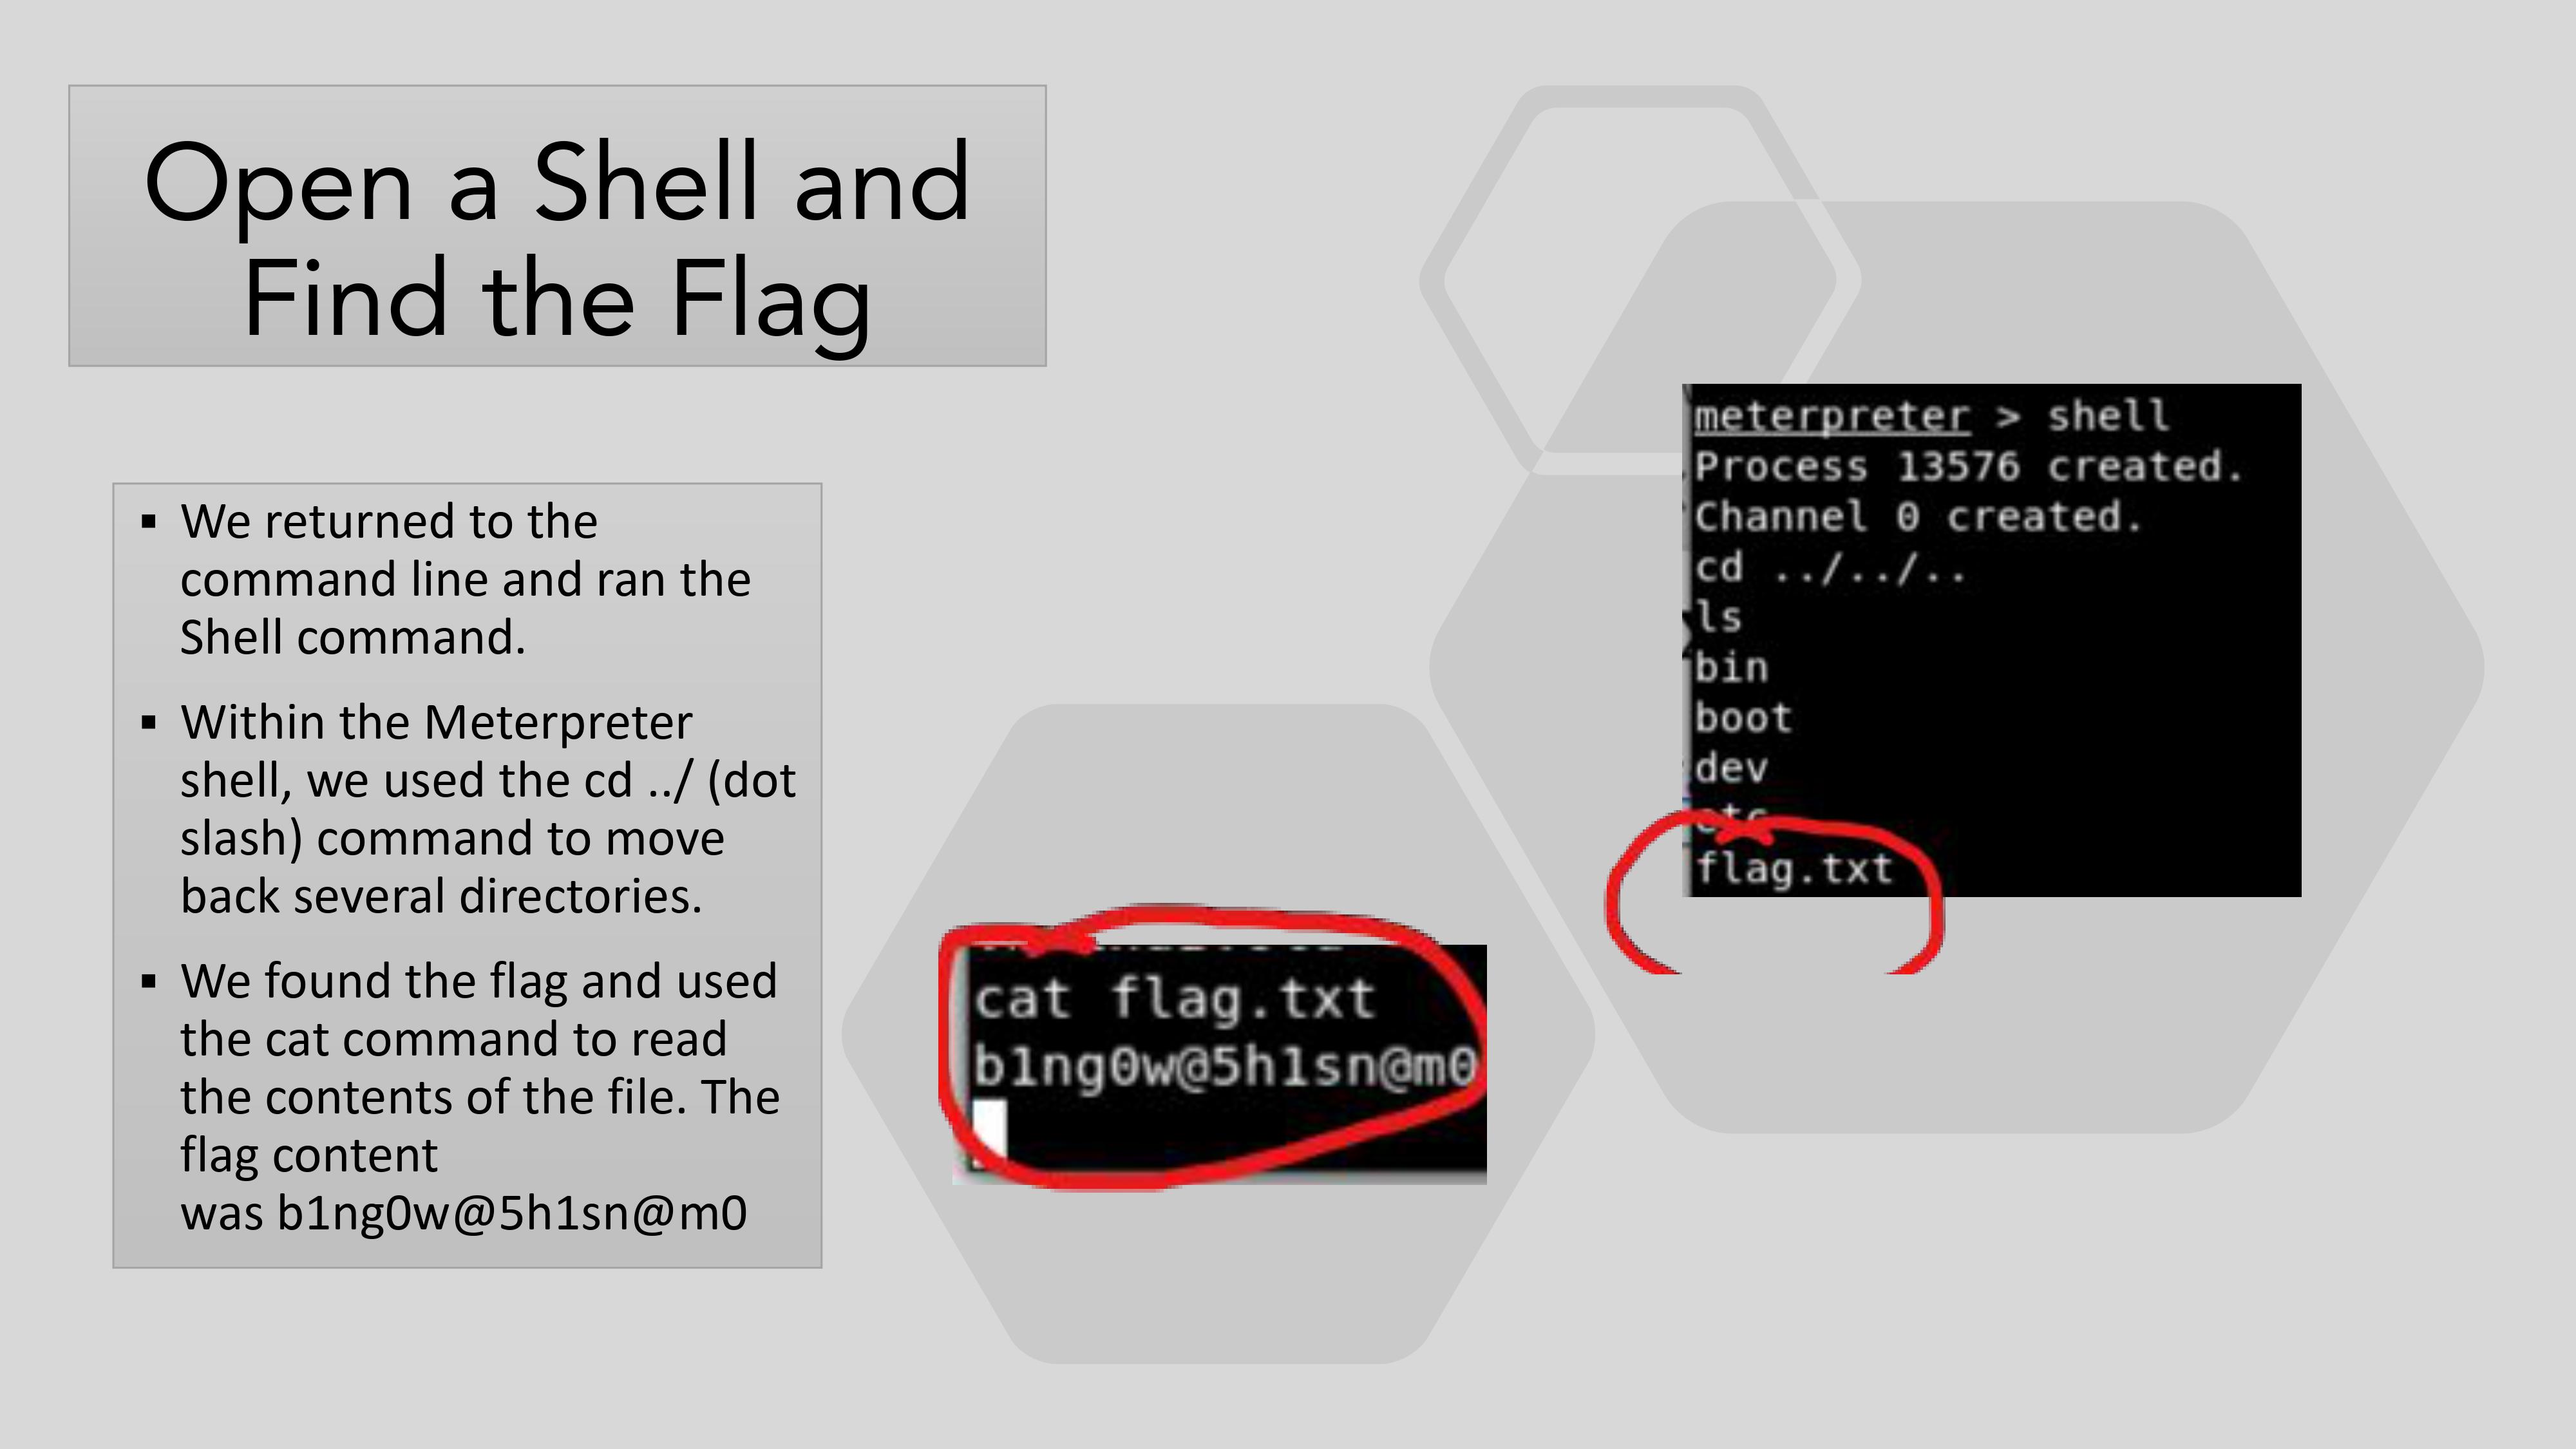 Open a Shell and
Find the Flag
▪ We returned to the
command line and ran the
Shell command.
▪ Within the Meterpreter
shell, we used the cd ../ (dot
slash) command to move
back several directories.
▪ We found the flag and used
the cat command to read
the contents of the file. The
flag content
was b1ng0w@5h1sn@m0
meterpreter > shell
Process 13576 created.
Channel 0 created.
cd ../../..
ls
bin
boot
dev
etc
flag.txt
cat flag.txt
b1ng0w@5h1sn@m0